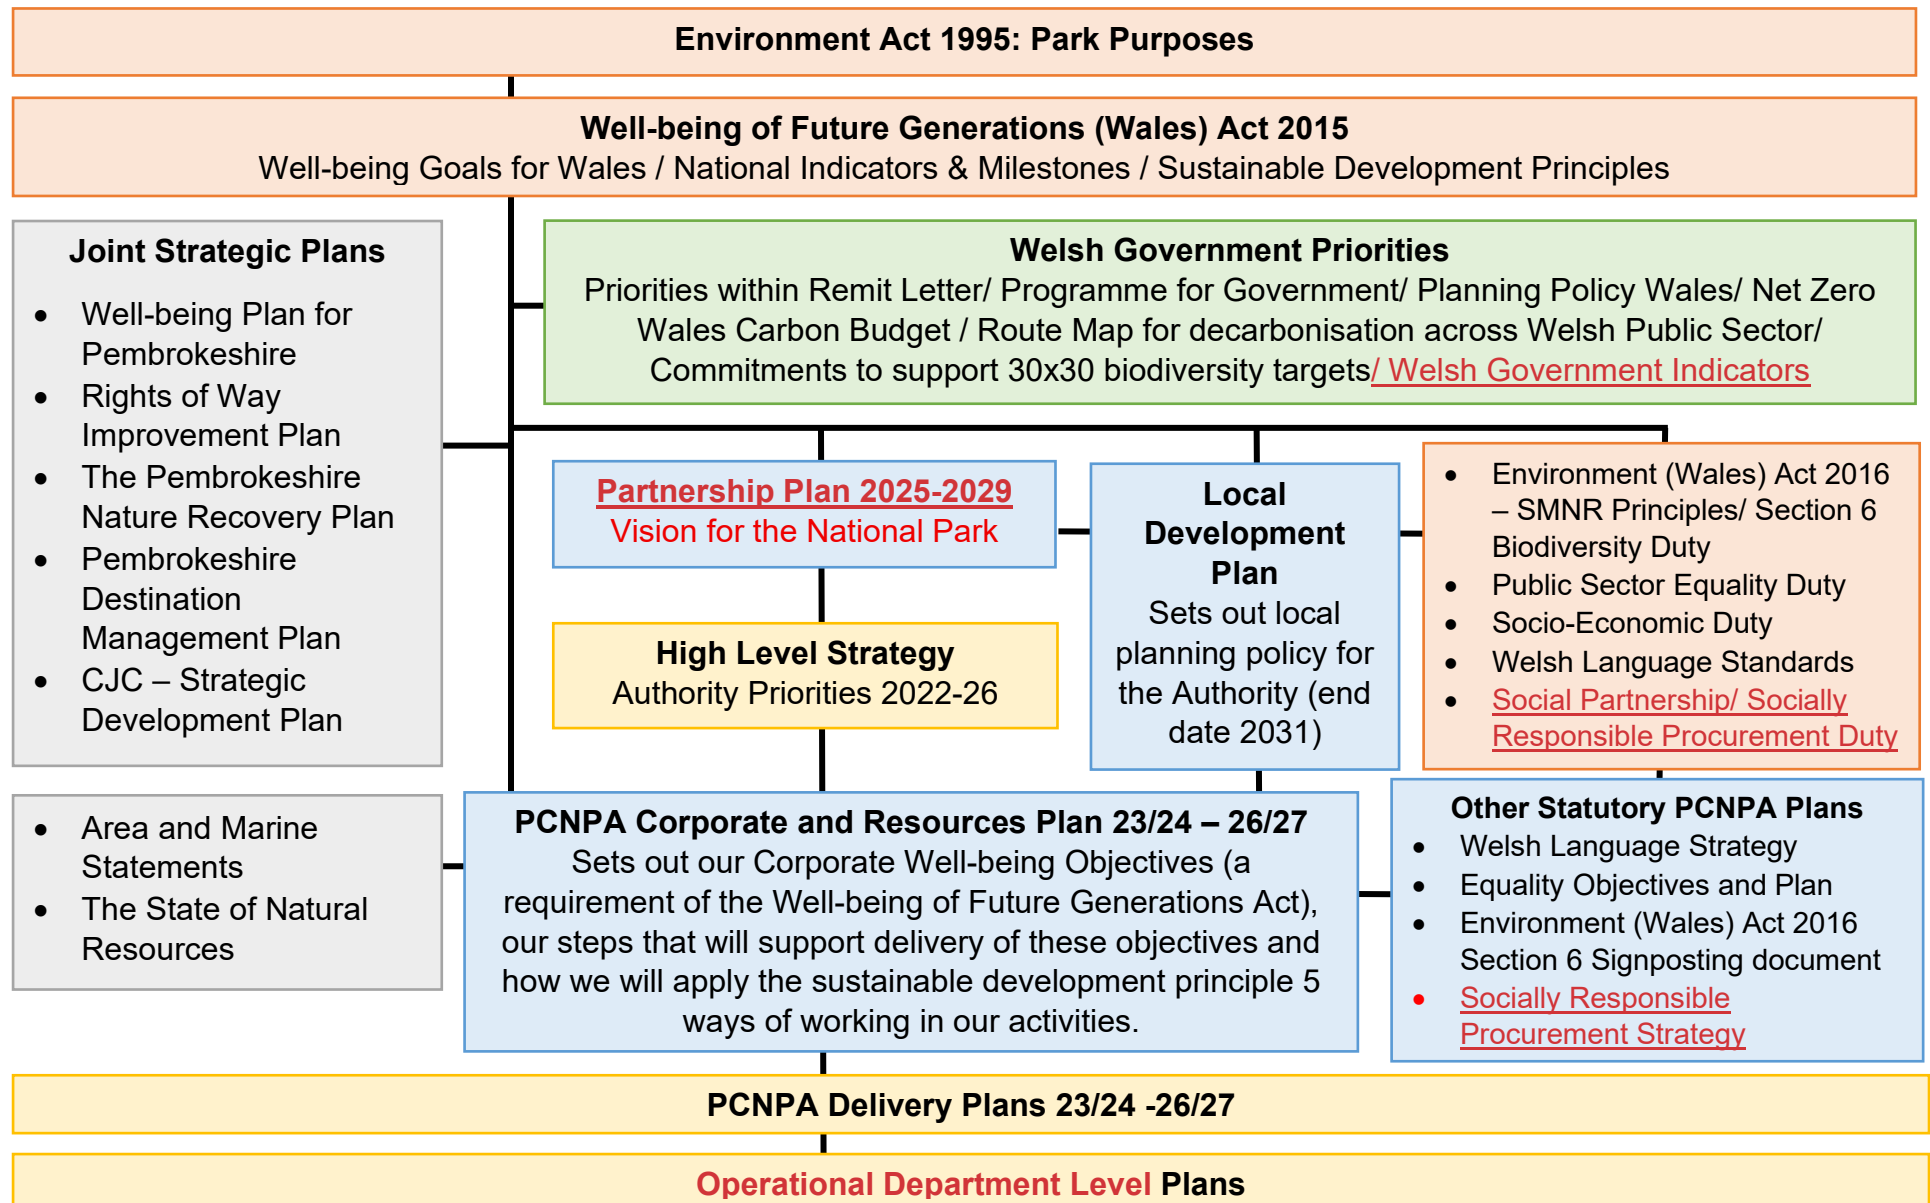 Environment Act 1995: Park Purposes
Well-being of Future Generations (Wales) Act 2015
Well-being Goals for Wales / National Indicators & Milestones / Sustainable Development Principles
Joint Strategic Plans
• Well-being Plan for
Pembrokeshire
• Rights of Way
Improvement Plan
• The Pembrokeshire
Nature Recovery Plan
• Pembrokeshire
Destination
Management Plan
• CJC – Strategic
Development Plan
Welsh Government Priorities
Priorities within Remit Letter/ Programme for Government/ Planning Policy Wales/ Net Zero
Wales Carbon Budget / Route Map for decarbonisation across Welsh Public Sector/
Commitments to support 30x30 biodiversity targets/ Welsh Government Indicators
Partnership Plan 2025-2029
Vision for the National Park
High Level Strategy
Authority Priorities 2022-26
Local
Development
Plan
Sets out local
planning policy for
the Authority (end
date 2031)
• Environment (Wales) Act 2016
– SMNR Principles/ Section 6
Biodiversity Duty
• Public Sector Equality Duty
• Socio-Economic Duty
• Welsh Language Standards
• Social Partnership/ Socially
Responsible Procurement Duty
• Area and Marine
Statements
• The State of Natural
Resources
PCNPA Corporate and Resources Plan 23/24 – 26/27
Sets out our Corporate Well-being Objectives (a
requirement of the Well-being of Future Generations Act),
our steps that will support delivery of these objectives and
how we will apply the sustainable development principle 5
ways of working in our activities.
Other Statutory PCNPA Plans
• Welsh Language Strategy
• Equality Objectives and Plan
• Environment (Wales) Act 2016
Section 6 Signposting document
• Socially Responsible
Procurement Strategy
PCNPA Delivery Plans 23/24 -26/27
Operational Department Level Plans